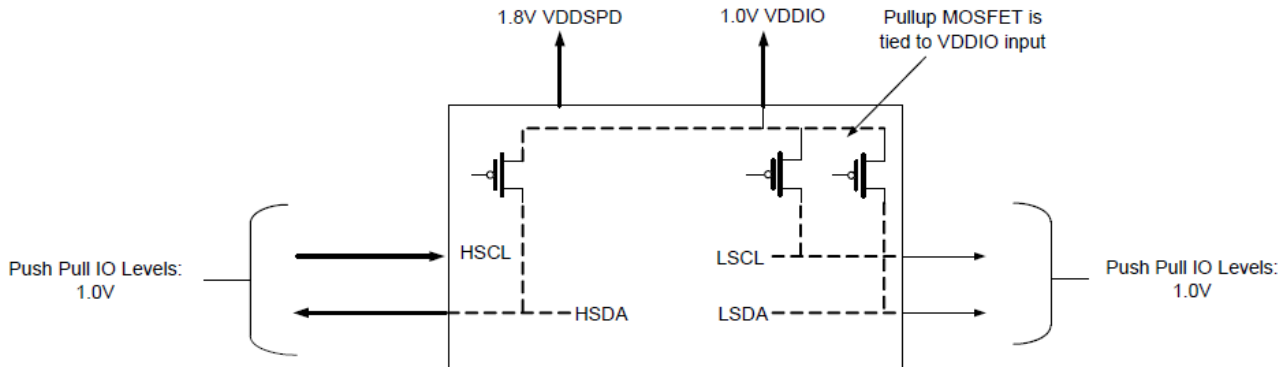 1.8V VDDSPD
1.0V VDDIO
Pullup MOSFET is
tied to VDDIO input
HSCL
LSCL
Push Pull IO Levels:
1.0V
Push Pull IO Levels:
1.0V
HSDA
LSDA